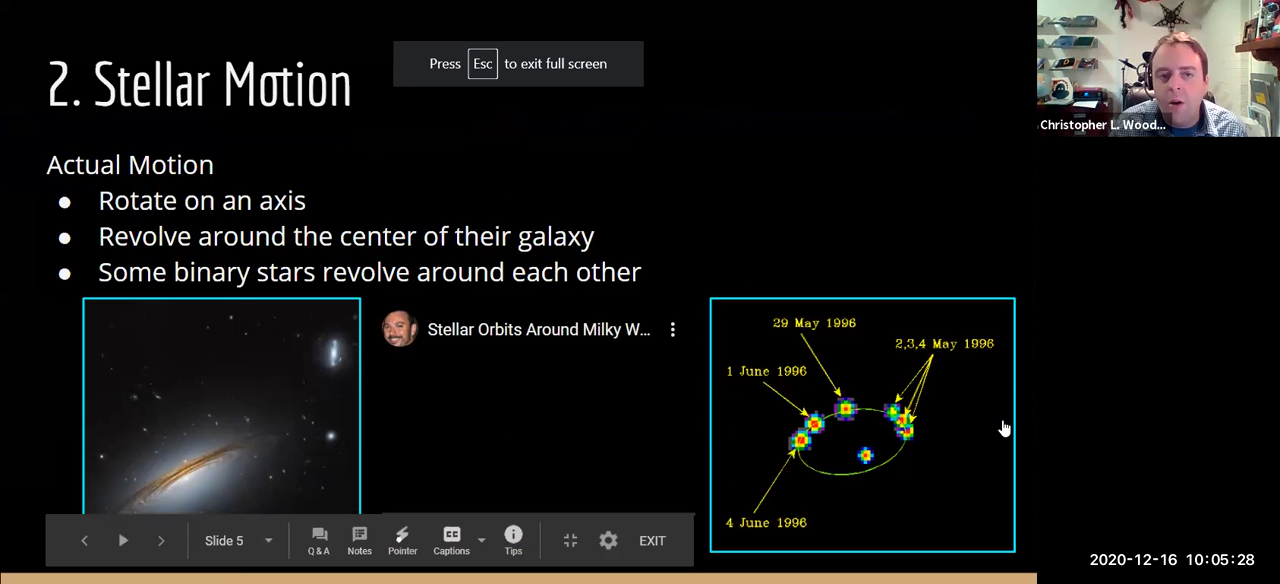 2. Stellar Motion
Press Esc to exit full screen
Christopher L. Wood...
Actual Motion
● Rotate on an axis
● Revolve around the center of their galaxy
● Some binary stars revolve around each other
Stellar Orbits Around Milky W...
29 May 1996
2,3,4 May 1996
1 June 1996
4 June 1996
Slide 5
Q & A
Notes
Pointer
CC
Captions
Tips
EXIT
2020-12-16 10:05:28